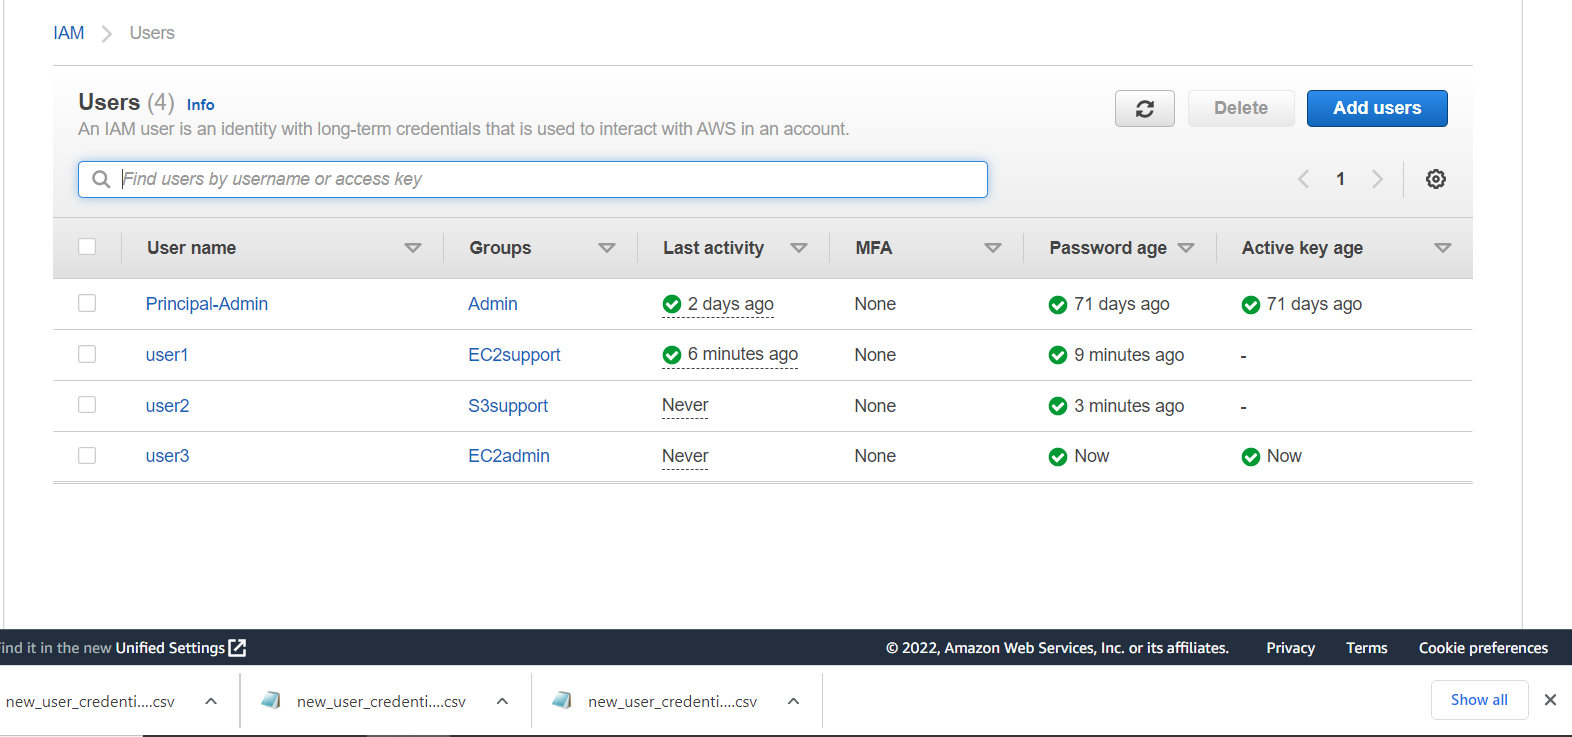 IAM > Users
Users (4) Info
An IAM user is an identity with long-term credentials that is used to interact with AWS in an account.
Delete
Add users
Find users by username or access key
1
User name Groups Last activity MFA Password age Active key age
Principal-Admin Admin 2 days ago None 71 days ago 71 days ago
user1 EC2support 6 minutes ago None 9 minutes ago -
user2 S3support Never None 3 minutes ago -
user3 EC2admin Never None Now Now
ind it in the new Unified Settings © 2022, Amazon Web Services, Inc. or its affiliates. Privacy Terms Cookie preferences
new_user_credenti....csv new_user_credenti....csv new_user_credenti....csv Show all